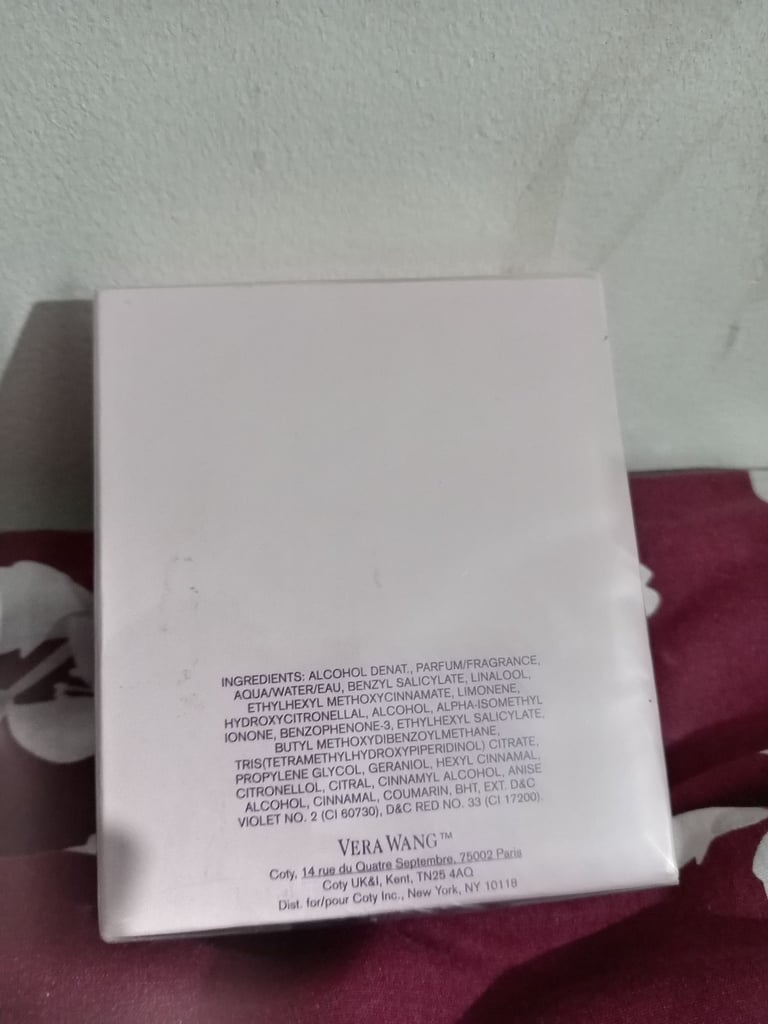 INGREDIENTS: ALCOHOL DENAT., PARFUM/FRAGRANCE,
AQUA/WATER/EAU, BENZYL SALICYLATE, LINALOOL,
ETHYLHEXYL METHOXYCINNAMATE, LIMONENE,
HYDROXYCITRONELLAL, ALCOHOL, ALPHA-ISOMETHYL
IONONE, BENZOPHENONE-3, ETHYLHEXYL SALICYLATE,
BUTYL METHOXYDIBENZOYLMETHANE,
TRIS(TETRAMETHYLHYDROXYPIPERIDINOL) CITRATE,
PROPYLENE GLYCOL, GERANIOL, HEXYL CINNAMAL,
CITRONELLOL, CITRAL, CINNAMYL ALCOHOL, ANISE
ALCOHOL, CINNAMAL, COUMARIN, BHT, EXT. D&C
VIOLET NO. 2 (CI 60730), D&C RED NO. 33 (CI 17200).
VERA WANG™
Coty, 14 rue du Quatre Septembre, 75002 Paris
Coty UK&I, Kent, TN25 4AQ
Dist. for/pour Coty Inc., New York, NY 10118